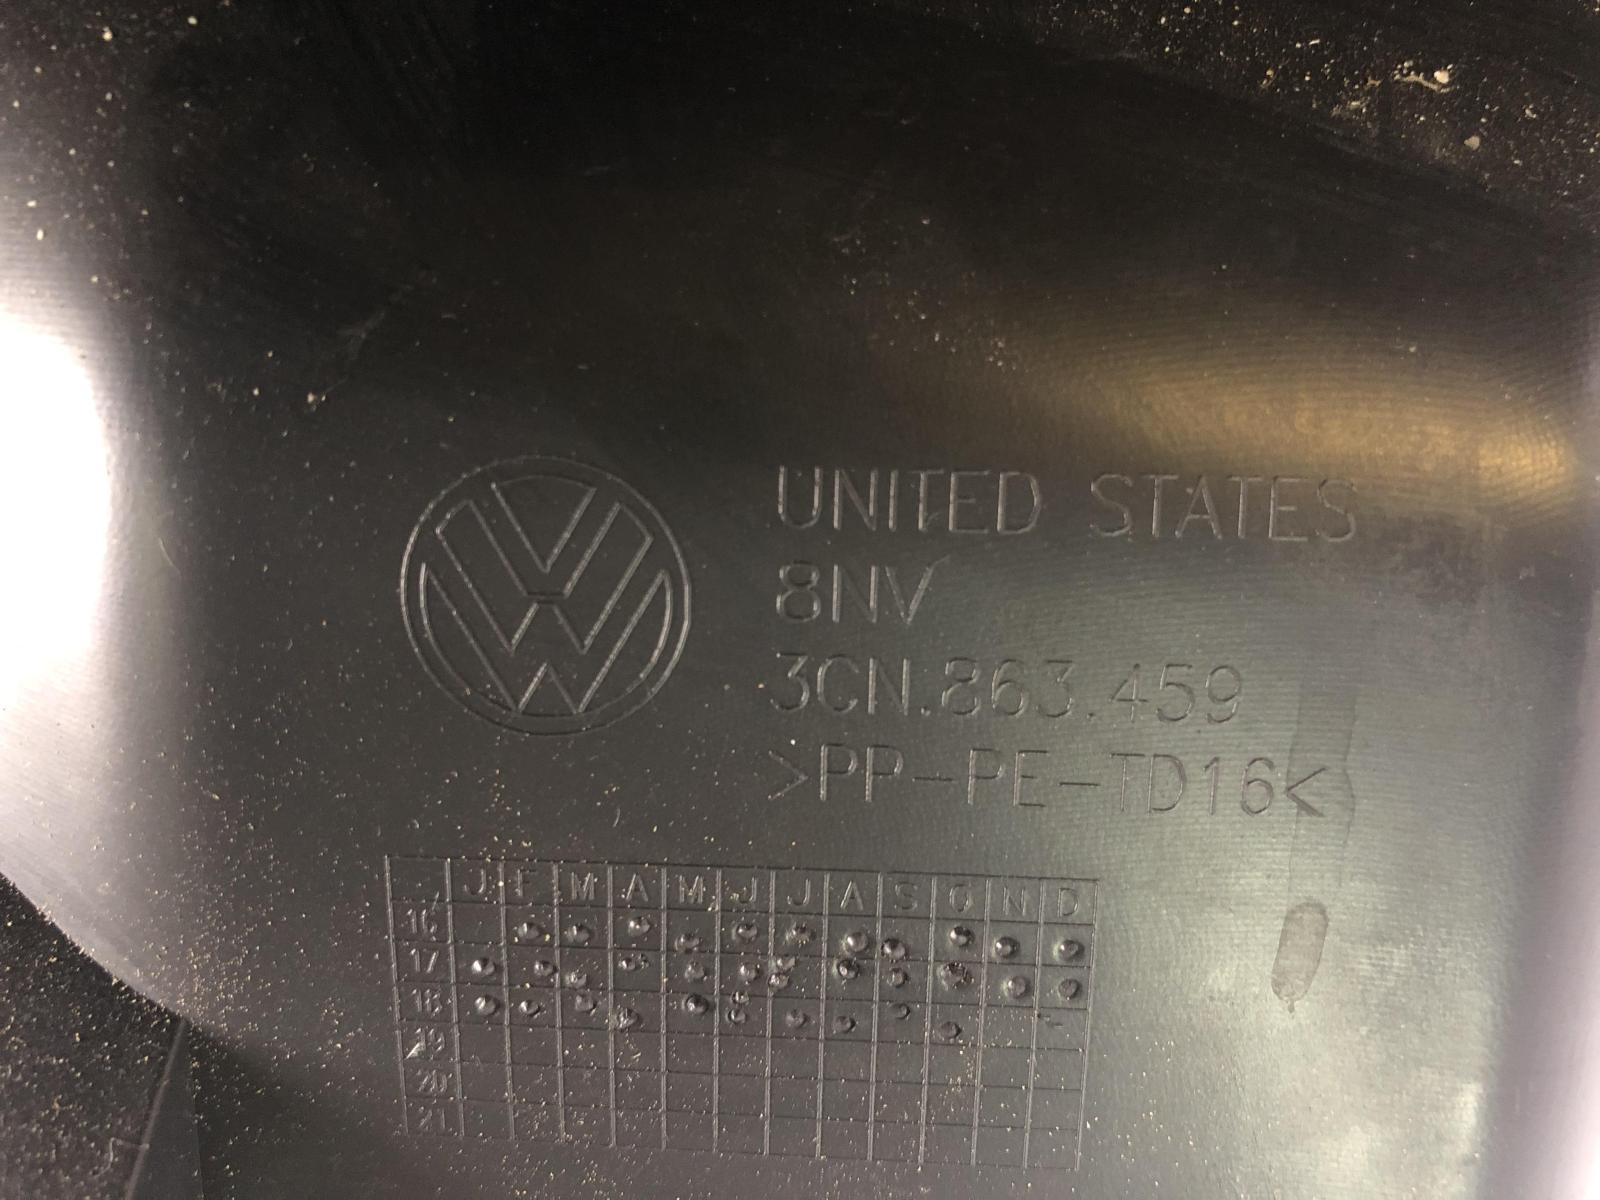 UNITED STATES
8NV
3CN.863.459
>PP-PE-TD16<
J F M A M J J A S O N D
16
17
18
19
20
21